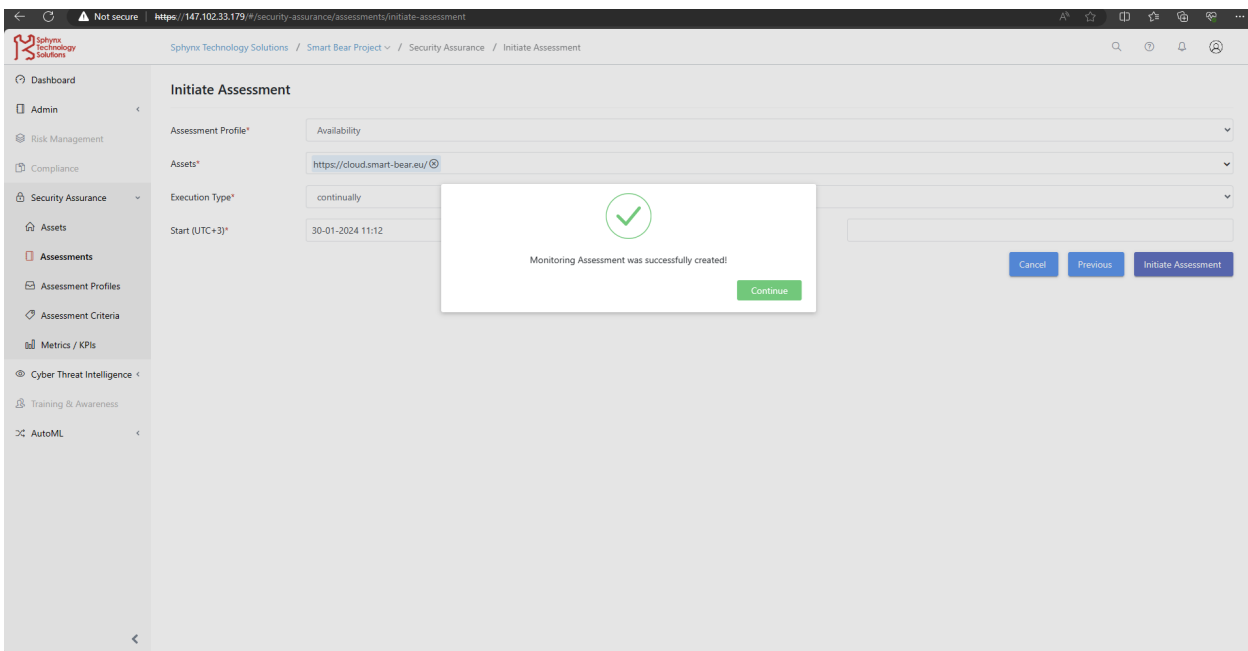 Not secure https://147.102.33.179/#/security-assurance/assessments/initiate-assessment
Sphynx
Technology
Solutions
Sphynx Technology Solutions / Smart Bear Project / Security Assurance / Initiate Assessment
Dashboard
Admin
Risk Management
Compliance
Security Assurance
Assets
Assessments
Assessment Profiles
Assessment Criteria
Metrics / KPIs
Cyber Threat Intelligence
Training & Awareness
AutoML
Initiate Assessment
Assessment Profile* Availability
Assets* https://cloud.smart-bear.eu/
Execution Type* continually
Start (UTC+3)* 30-01-2024 11:12
Cancel Previous Initiate Assessment
Monitoring Assessment was successfully created!
Continue